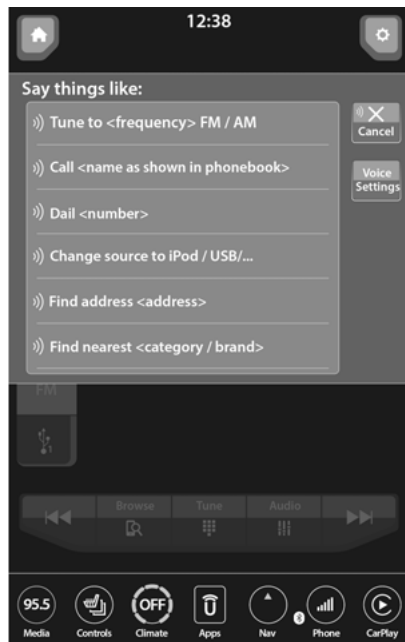 12:38
Say things like:
Tune to <frequency> FM / AM
Cancel
Call <name as shown in phonebook>
Voice
Settings
Dail <number>
Change source to iPod / USB/...
Find address <address>
Find nearest <category / brand>
FM
1
Browse Tune Audio
95.5 OFF
Media Controls Climate Apps Nav Phone CarPlay